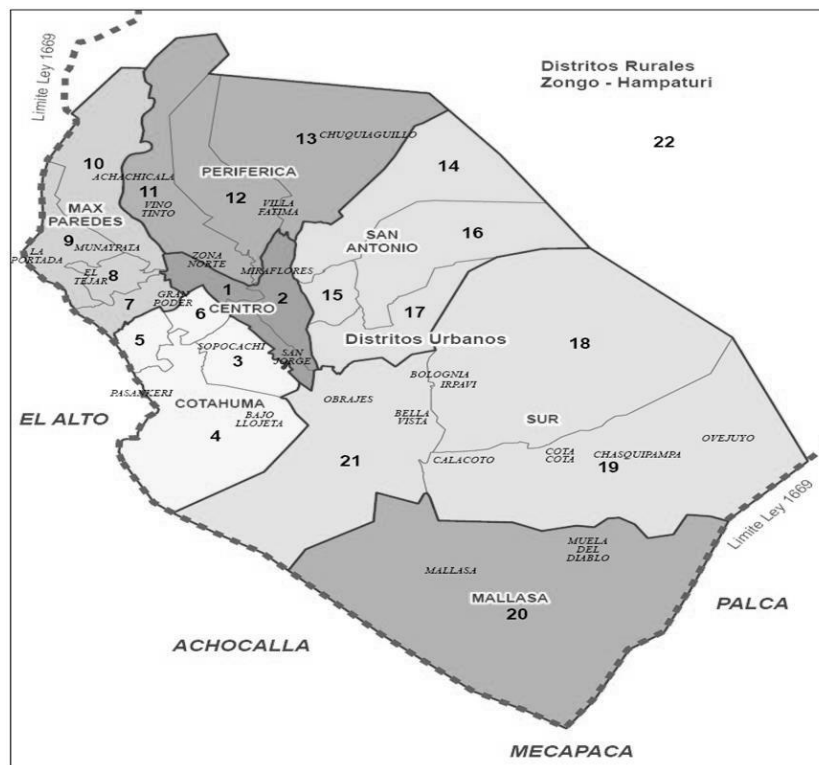 Límite Ley 1669
Distritos Rurales
Zongo - Hampaturi
22
13
CHUQUIAGUILLO
14
10
ACHACHICALA
11
VINO
TINTO
PERIFERICA
12
VILLA
FATIMA
MAX
PAREDES
9
MUNAYPATA
LA
PORTADA
EL
TEJAR
8
7
SAN
ANTONIO
16
15
17
ZONA
NORTE
MIRAFLORES
1
2
CENTRO
GRAN
PODER
6
5
SOPOCACHI
3
SAN
JORGE
Distritos Urbanos
18
BOLOGNIA
IRPAVI
PASANKERI
COTAHUMA
OBRAJES
BELLA
VISTA
BAJO
LLOJETA
4
EL ALTO
SUR
21
CALACOTO
COTA
COTA
CHASQUIPAMPA
19
OVEJUYO
Límite Ley 1669
MUELA
DEL
DIABLO
MALLASA
MALLASA
20
PALCA
ACHOCALLA
MECAPACA